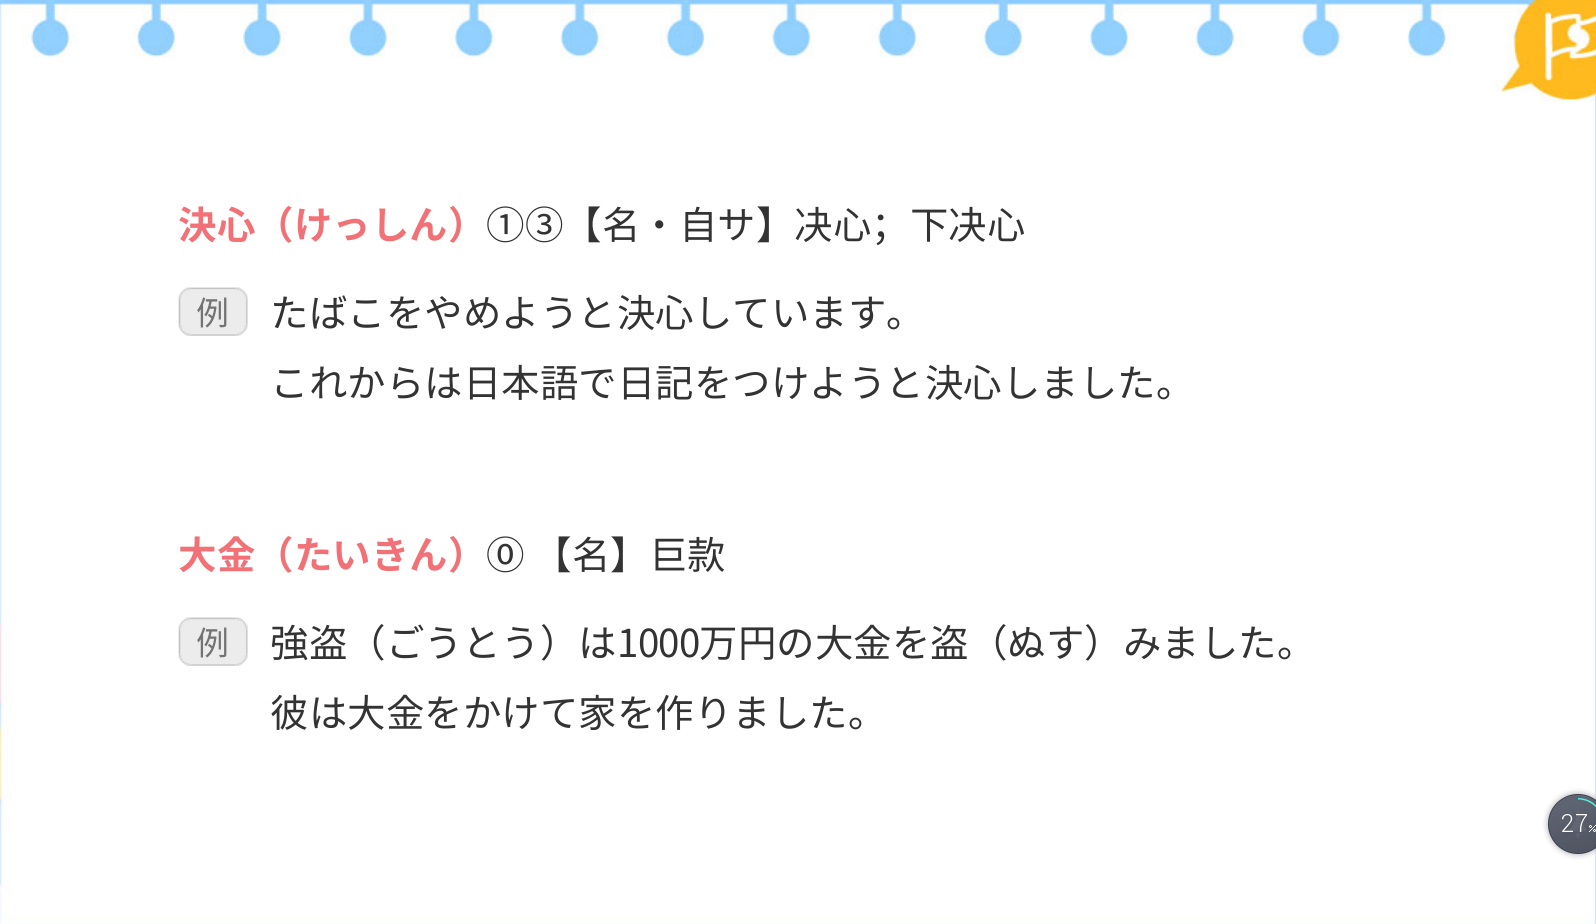 決心（けっしん）①③【名・自サ】决心；下决心
例 たばこをやめようと決心しています。
これからは日本語で日記をつけようと決心しました。
大金（たいきん）⓪ 【名】巨款
例 強盗（ごうとう）は1000万円の大金を盗（ぬす）みました。
彼は大金をかけて家を作りました。
27%